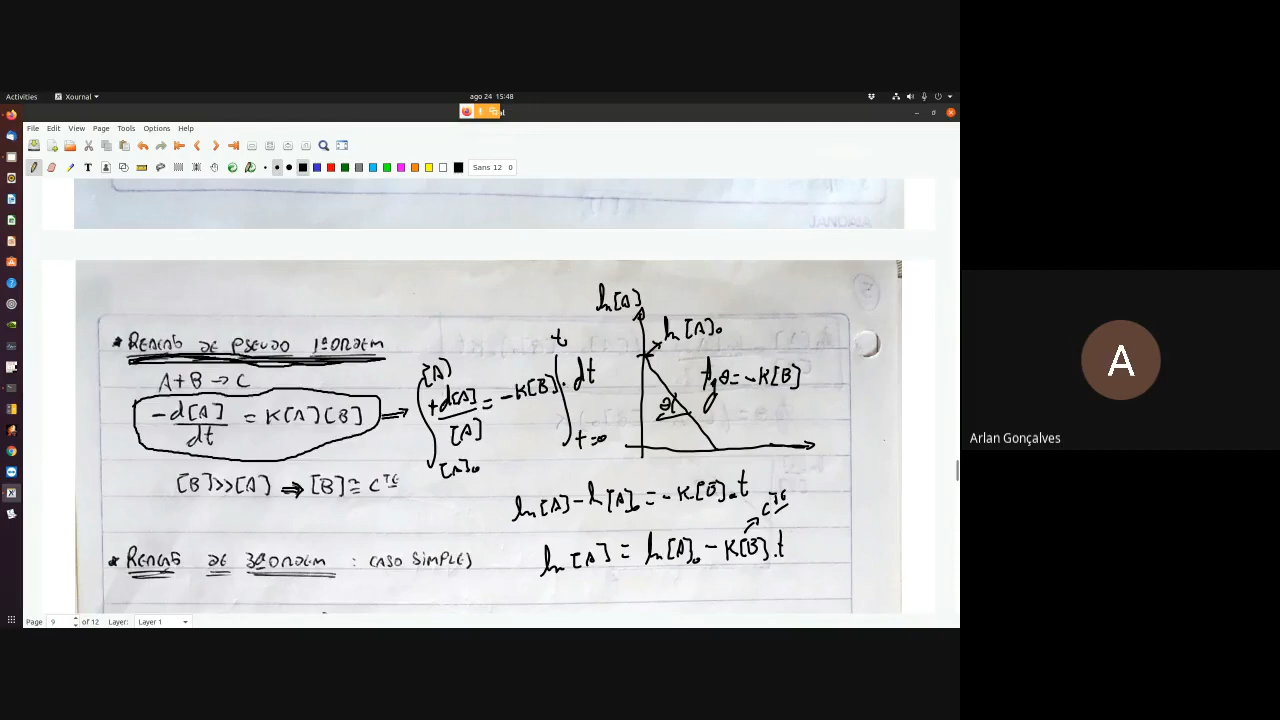 Activities Xournal ago 24 15:48
File Edit View Page Tools Options Help
Sans 12 0
JANDAIA
ln[A]
ln[A]₀
* REAÇÃO DE PSEUDO 1ª ORDEM
A+B → C
-d[A]/dt = K[A][B] ⇒ ∫[A]₀[A] +d[A]/[A] = -K[B]∫t=0t . dt
θ
tgθ = -K[B]
[B]>>[A] ⇒ [B] ≅ CTE
ln[A] - ln[A]₀ = -K[B].t
CTE
ln[A] = ln[A]₀ - K[B].t
* REAÇÃO DE 3ª ORDEM : CASO SIMPLES
Arlan Gonçalves
A
Page 9 of 12 Layer: Layer 1